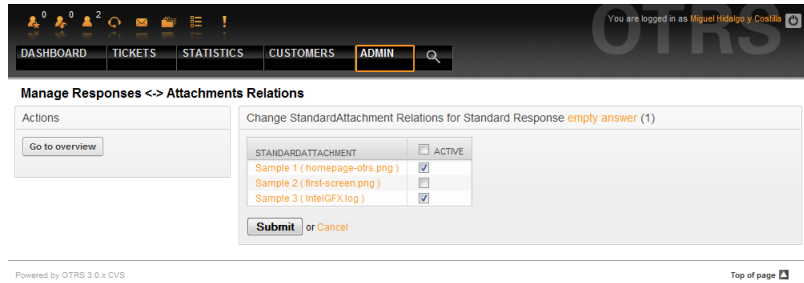 0 0 2
You are logged in as Miguel Hidalgo y Costilla
OTRS
DASHBOARD TICKETS STATISTICS CUSTOMERS ADMIN
Manage Responses <-> Attachments Relations
Actions
Go to overview
Change StandardAttachment Relations for Standard Response empty answer (1)
STANDARDATTACHMENT ACTIVE
Sample 1 ( homepage-otrs.png )
Sample 2 ( first-screen.png )
Sample 3 ( IntelGFX.log )
Submit or Cancel
Powered by OTRS 3.0.x CVS
Top of page